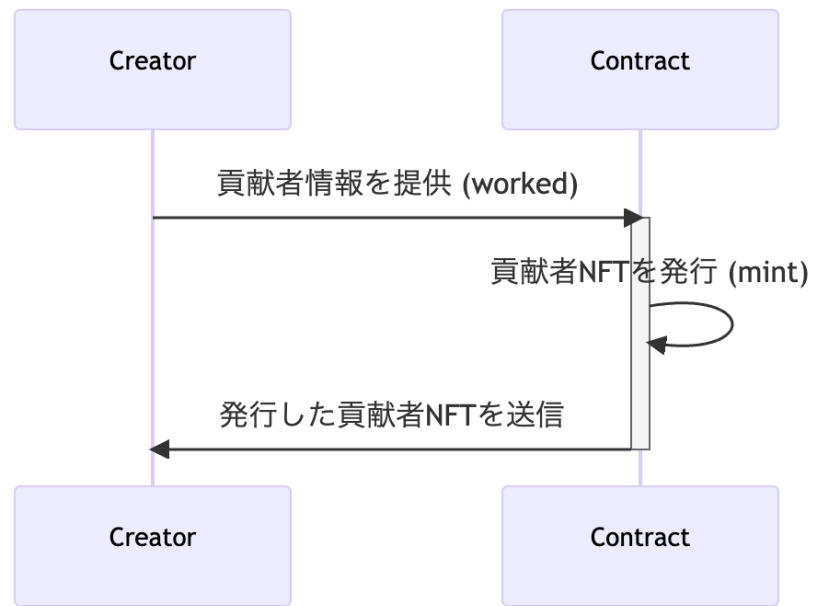 Creator
Contract
貢献者情報を提供 (worked)
貢献者NFTを発行 (mint)
発行した貢献者NFTを送信
Creator
Contract